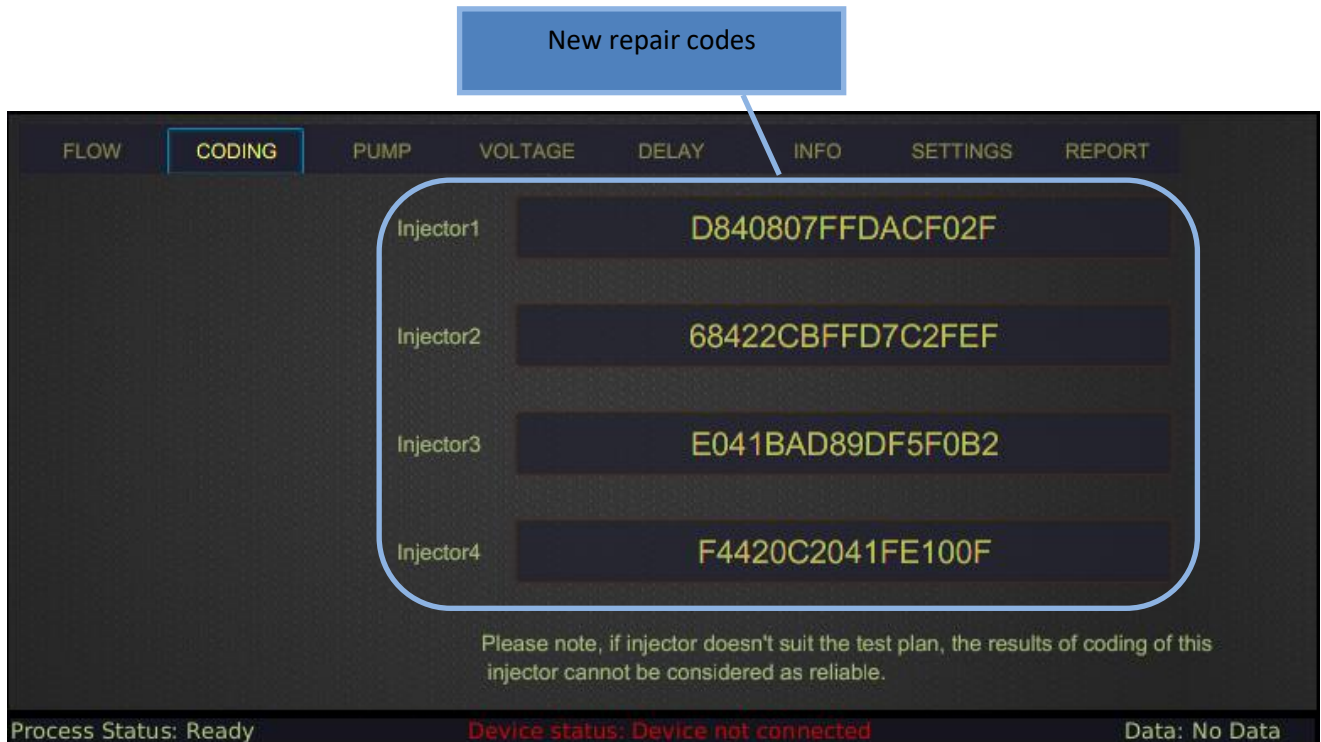 New repair codes
FLOW CODING PUMP VOLTAGE DELAY INFO SETTINGS REPORT
Injector1 D840807FFDACF02F
Injector2 68422CBFFD7C2FEF
Injector3 E041BAD89DF5F0B2
Injector4 F4420C2041FE100F
Please note, if injector doesn't suit the test plan, the results of coding of this
injector cannot be considered as reliable.
Process Status: Ready Device status: Device not connected Data: No Data